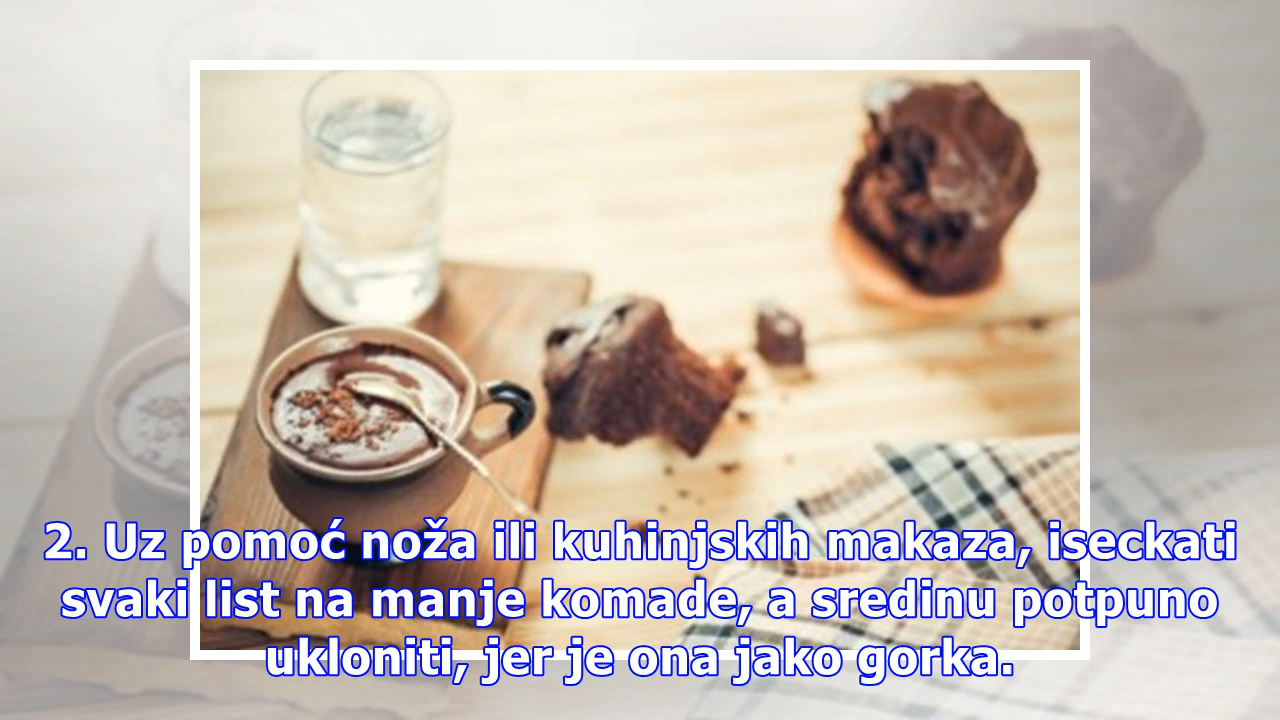 2. Uz pomoć noža ili kuhinjskih makaza, iseckati
svaki list na manje komade, a sredinu potpuno
ukloniti, jer je ona jako gorka.